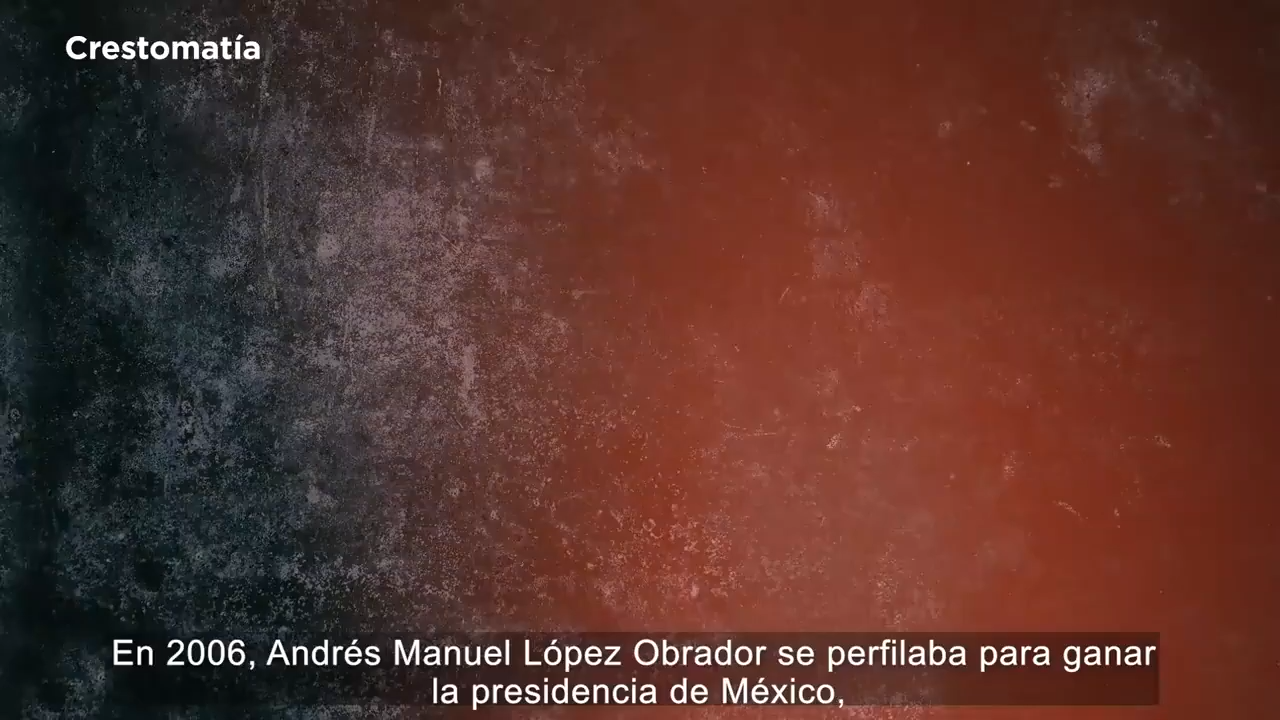 Crestomatía
En 2006, Andrés Manuel López Obrador se perfilaba para ganar
la presidencia de México,